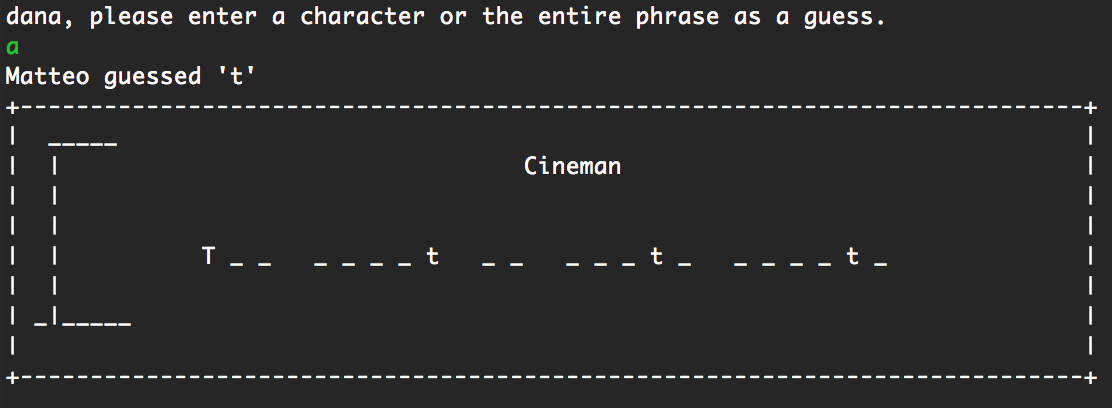 dana, please enter a character or the entire phrase as a guess.
a
Matteo guessed 't'
+----------------------------------------------------------------------------+
|  _____                                                                     |
|  |                                 Cineman                                 |
|  |                                                                         |
|  |                                                                         |
|  |          T _ _   _ _ _ _ t   _ _   _ _ _ t _   _ _ _ _ t _              |
|  |                                                                         |
| _|_____                                                                    |
|                                                                            |
+----------------------------------------------------------------------------+